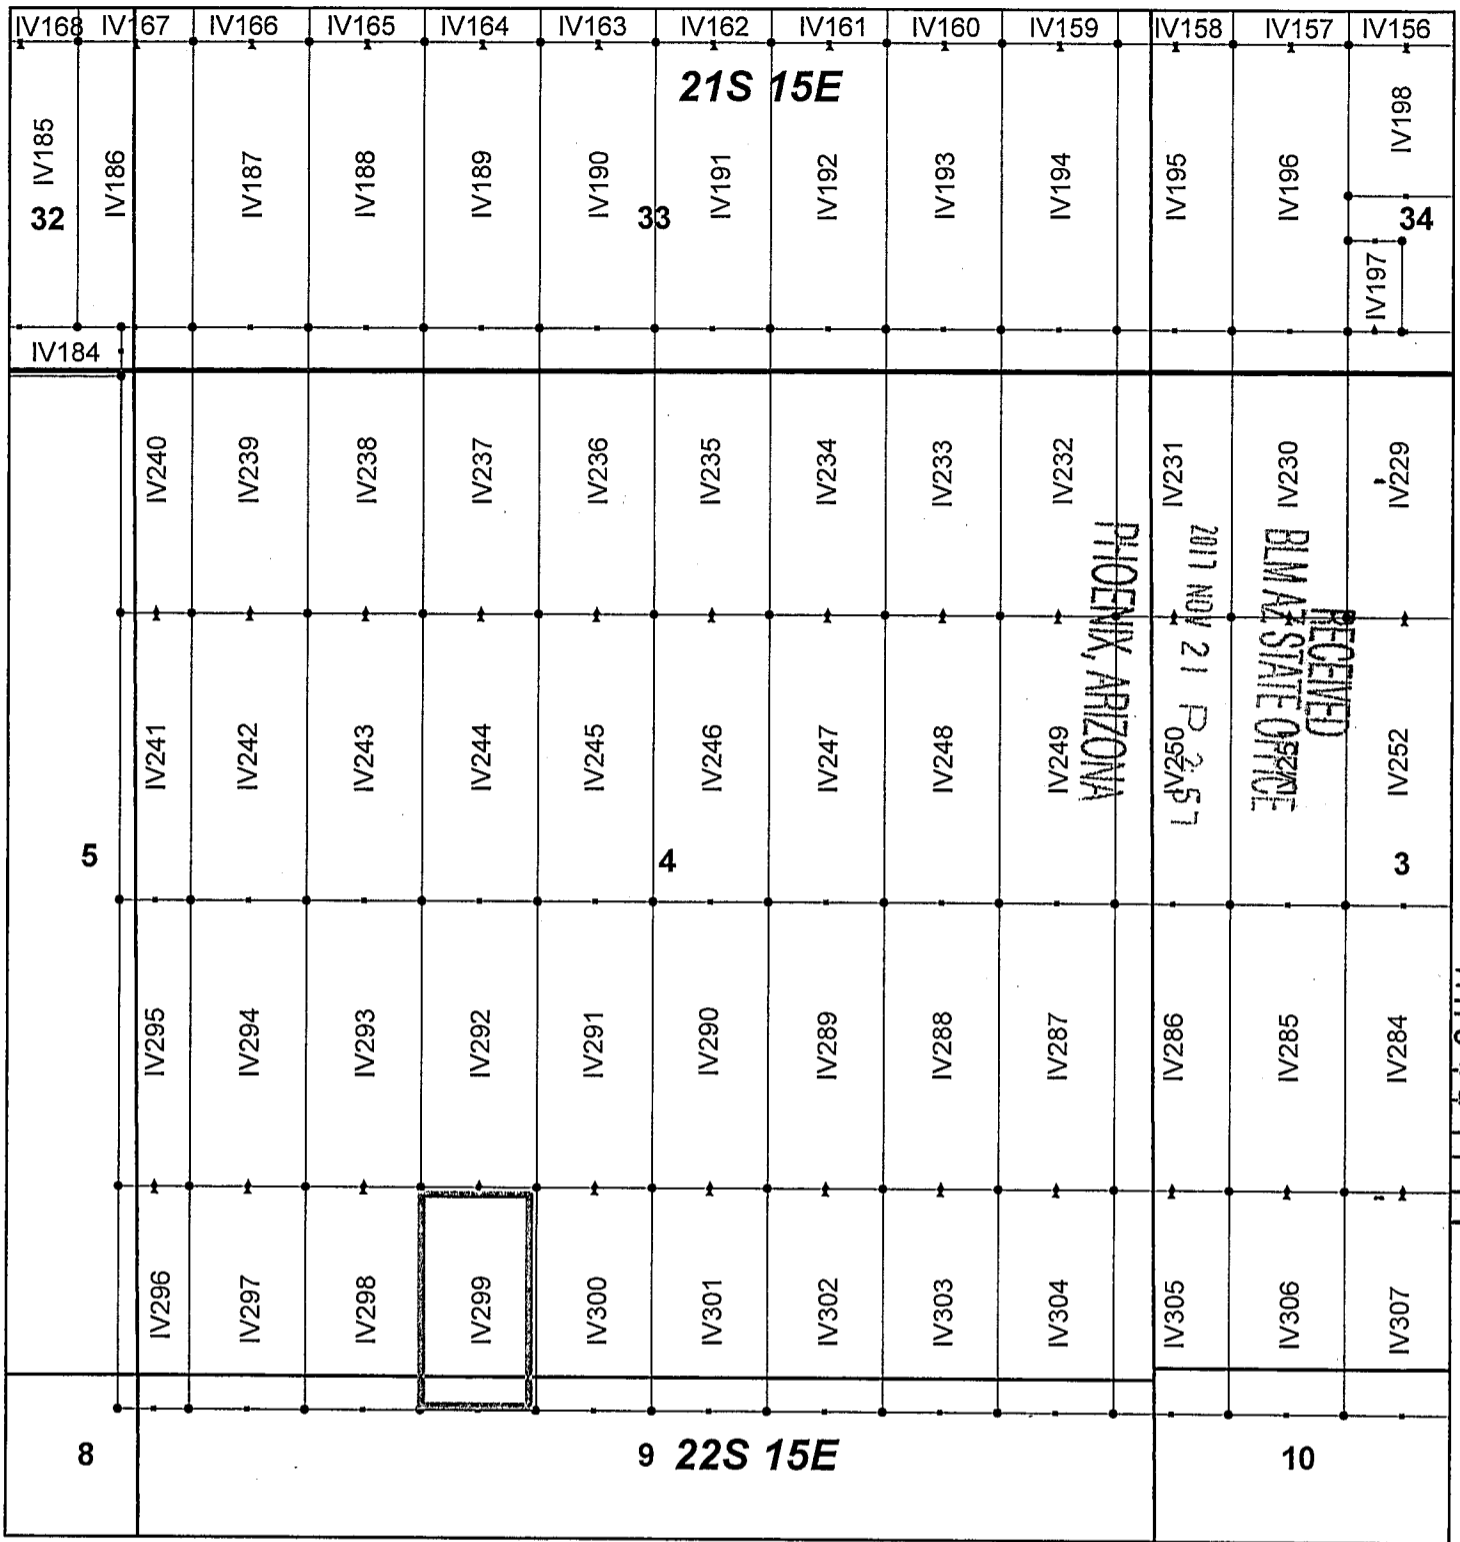 IV168 IV167 IV166 IV165 IV164 IV163 IV162 IV161 IV160 IV159 IV158 IV157 IV156
21S 15E
IV185 IV186 IV187 IV188 IV189 IV190 IV191 IV192 IV193 IV194 IV195 IV196 IV198
32 33 34
IV197
IV184
IV240 IV239 IV238 IV237 IV236 IV235 IV234 IV233 IV232 IV231 IV230 IV229
RECEIVED
BLM AZ STATE OFFICE
2017 NOV 21 P 2:57
PHOENIX, ARIZONA
IV241 IV242 IV243 IV244 IV245 IV246 IV247 IV248 IV249 IV250 IV252
5 4 3
IV295 IV294 IV293 IV292 IV291 IV290 IV289 IV288 IV287 IV286 IV285 IV284
IV296 IV297 IV298 IV299 IV300 IV301 IV302 IV303 IV304 IV305 IV306 IV307
8 9 22S 15E 10